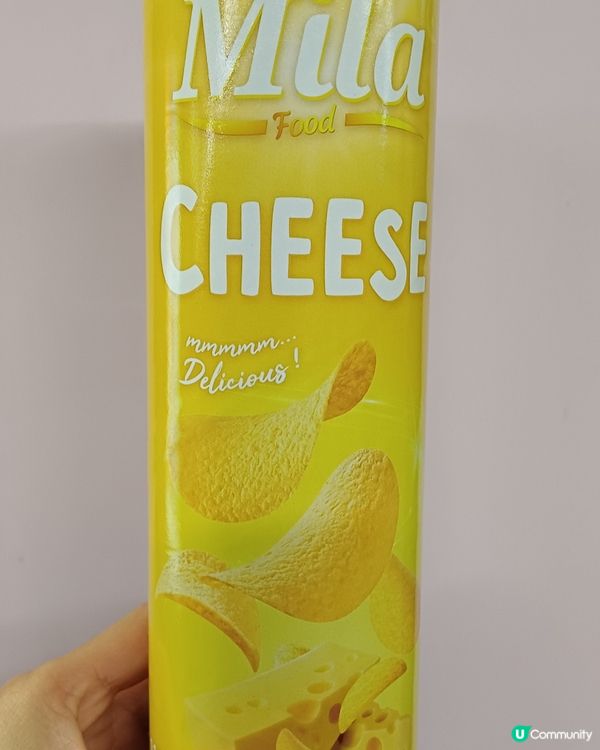 Mila
Food
CHEESE
mmmmm...
Delicious!
U Community